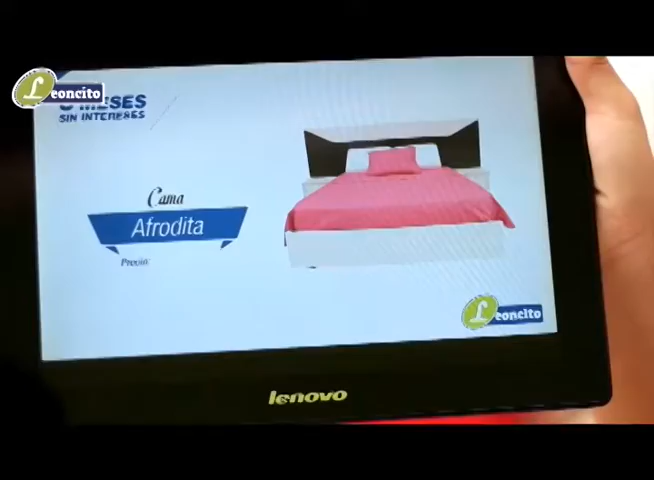 Leoncito
MESES
SIN INTERESES
Cama
Afrodita
Precio:
Leoncito
lenovo